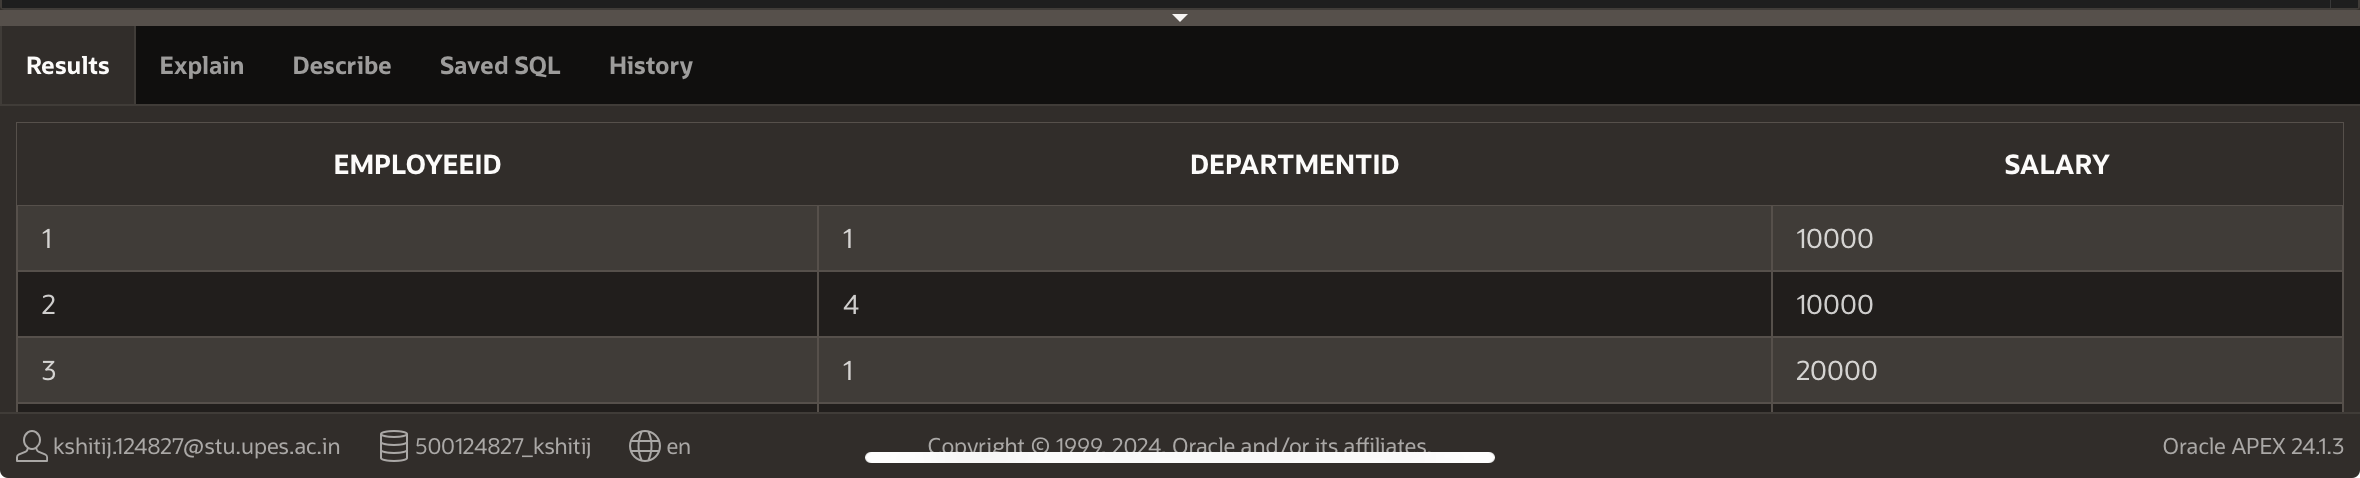 Results Explain Describe Saved SQL History
EMPLOYEEID DEPARTMENTID SALARY
1 1 10000
2 4 10000
3 1 20000
kshitij.124827@stu.upes.ac.in 500124827_kshitij en Copyright © 1999, 2024, Oracle and/or its affiliates. Oracle APEX 24.1.3